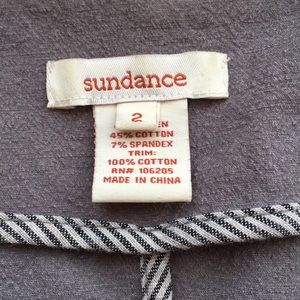 sundance
2
45% COTTON
7% SPANDEX
TRIM:
100% COTTON
RN# 106205
MADE IN CHINA